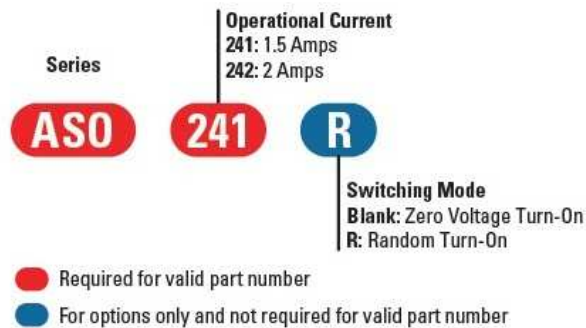 Operational Current
241: 1.5 Amps
242: 2 Amps
Series
ASO 241 R
Switching Mode
Blank: Zero Voltage Turn-On
R: Random Turn-On
Required for valid part number
For options only and not required for valid part number